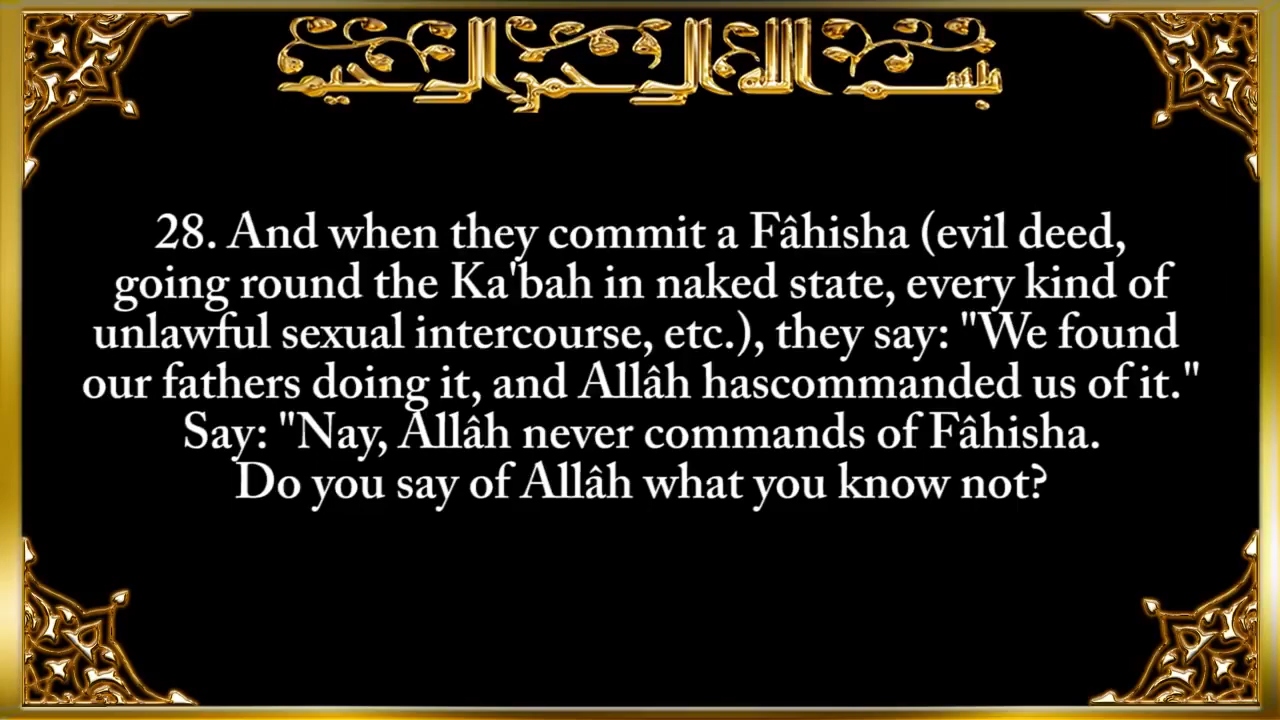 بسم الله الرحمن الرحيم
28. And when they commit a Fâhisha (evil deed,
going round the Ka'bah in naked state, every kind of
unlawful sexual intercourse, etc.), they say: "We found
our fathers doing it, and Allâh hascommanded us of it."
Say: "Nay, Allâh never commands of Fâhisha.
Do you say of Allâh what you know not?